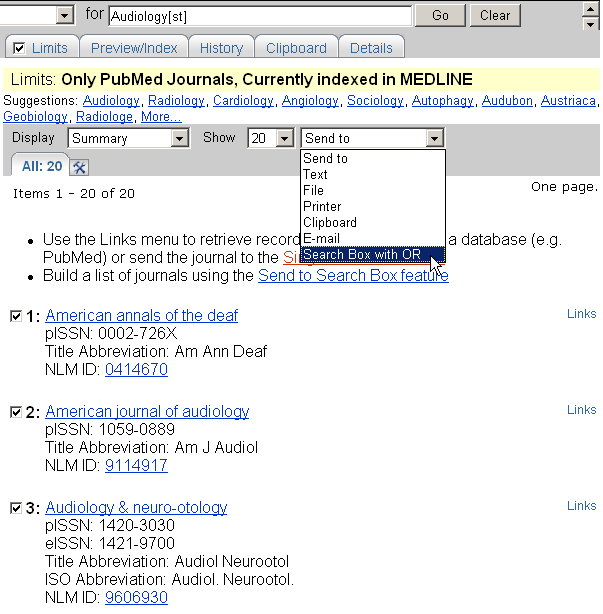 for Audiology[st] Go Clear
Limits Preview/Index History Clipboard Details
Limits: Only PubMed Journals, Currently indexed in MEDLINE
Suggestions: Audiology, Radiology, Cardiology, Angiology, Sociology, Autophagy, Audubon, Austriaca,
Geobiology, Radiologe, More...
Display Summary Show 20 Send to
All: 20
Send to
Text
File
Printer
Clipboard
E-mail
Search Box with OR
Items 1 - 20 of 20
One page.
• Use the Links menu to retrieve record a database (e.g.
PubMed) or send the journal to the
• Build a list of journals using the Send to Search Box feature
1: American annals of the deaf Links
pISSN: 0002-726X
Title Abbreviation: Am Ann Deaf
NLM ID: 0414670
2: American journal of audiology Links
pISSN: 1059-0889
Title Abbreviation: Am J Audiol
NLM ID: 9114917
3: Audiology & neuro-otology Links
pISSN: 1420-3030
eISSN: 1421-9700
Title Abbreviation: Audiol Neurootol
ISO Abbreviation: Audiol. Neurootol.
NLM ID: 9606930